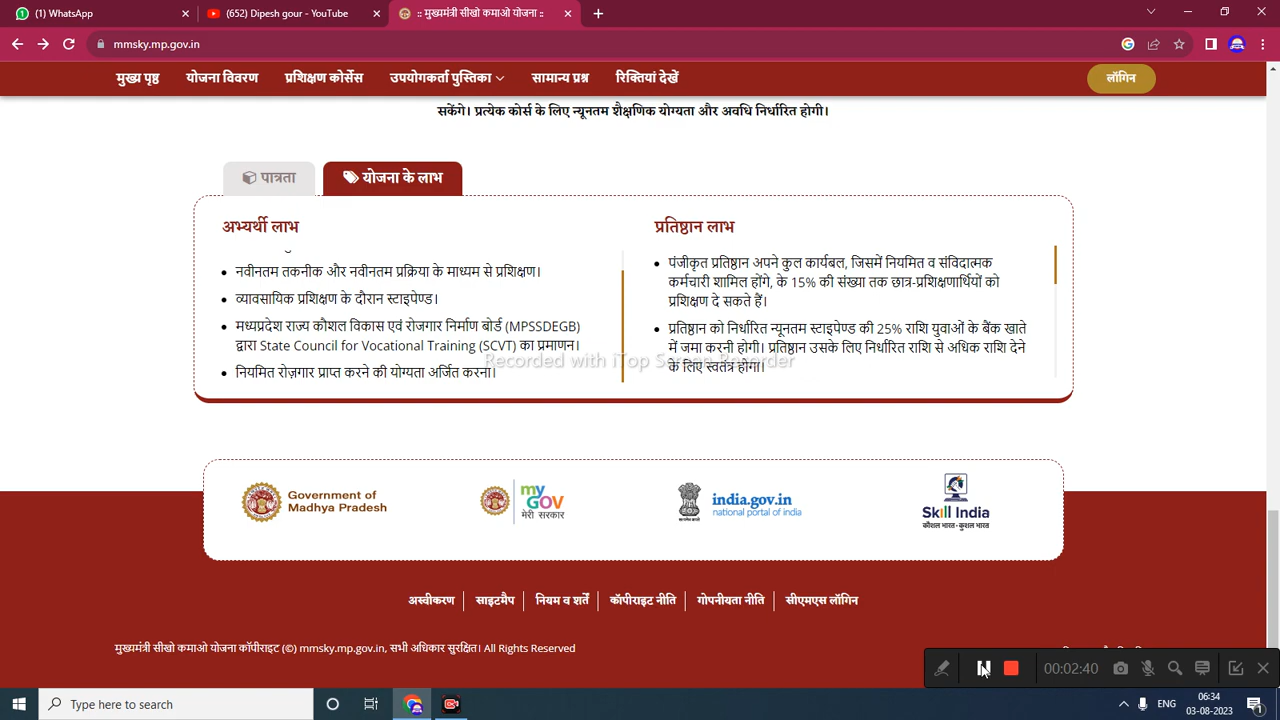 (1) WhatsApp
(652) Dipesh gour - YouTube
:: मुख्यमंत्री सीखो कमाओ योजना ::
mmsky.mp.gov.in
मुख्य पृष्ठ योजना विवरण प्रशिक्षण कोर्सेस उपयोगकर्ता पुस्तिका सामान्य प्रश्न रिक्तियां देखें लॉगिन
सकेंगे। प्रत्येक कोर्स के लिए न्यूनतम शैक्षणिक योग्यता और अवधि निर्धारित होगी।
पात्रता योजना के लाभ
अभ्यर्थी लाभ
नवीनतम तकनीक और नवीनतम प्रक्रिया के माध्यम से प्रशिक्षण।
व्यावसायिक प्रशिक्षण के दौरान स्टाइपेण्ड।
मध्यप्रदेश राज्य कौशल विकास एवं रोजगार निर्माण बोर्ड (MPSSDEGB)
द्वारा State Council for Vocational Training (SCVT) का प्रमाणन।
नियमित रोज़गार प्राप्त करने की योग्यता अर्जित करना।
प्रतिष्ठान लाभ
पंजीकृत प्रतिष्ठान अपने कुल कार्यबल, जिसमें नियमित व संविदात्मक
कर्मचारी शामिल होंगे, के 15% की संख्या तक छात्र-प्रशिक्षणार्थियों को
प्रशिक्षण दे सकते हैं।
प्रतिष्ठान को निर्धारित न्यूनतम स्टाइपेण्ड की 25% राशि युवाओं के बैंक खाते
में जमा करनी होगी। प्रतिष्ठान उसके लिए निर्धारित राशि से अधिक राशि देने
के लिए स्वतंत्र होगा।
Recorded with iTop Screen Recorder
Government of
Madhya Pradesh
my
GOV
मेरी सरकार
india.gov.in
national portal of india
Skill India
कौशल भारत-कुशल भारत
अस्वीकरण साइटमैप नियम व शर्तें कॉपीराइट नीति गोपनीयता नीति सीएमएस लॉगिन
मुख्यमंत्री सीखो कमाओ योजना कॉपीराइट (©) mmsky.mp.gov.in, सभी अधिकार सुरक्षित। All Rights Reserved
00:02:40
Type here to search
ENG
06:34
03-08-2023